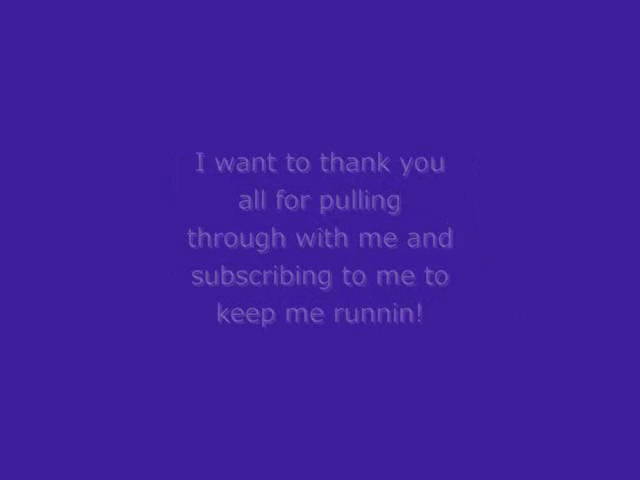 I want to thank you
all for pulling
through with me and
subscribing to me to
keep me runnin!